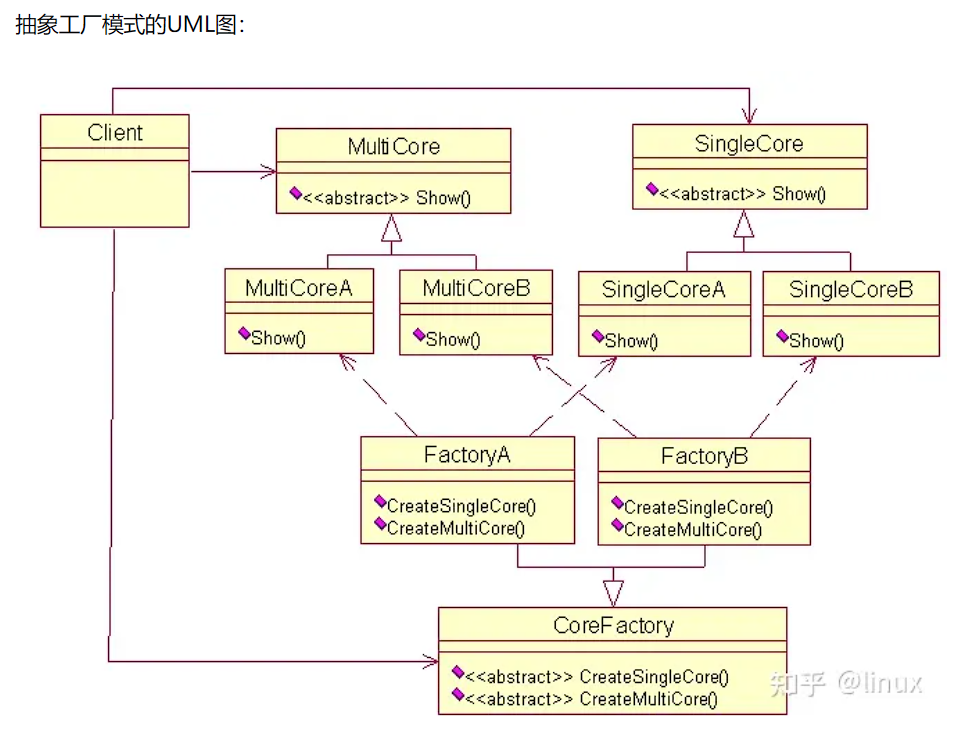 抽象工厂模式的UML图：
Client
MultiCore
<<abstract>> Show()
SingleCore
<<abstract>> Show()
MultiCoreA
Show()
MultiCoreB
Show()
SingleCoreA
Show()
SingleCoreB
Show()
FactoryA
CreateSingleCore()
CreateMultiCore()
FactoryB
CreateSingleCore()
CreateMultiCore()
CoreFactory
<<abstract>> CreateSingleCore()
<<abstract>> CreateMultiCore()
知乎 @linux